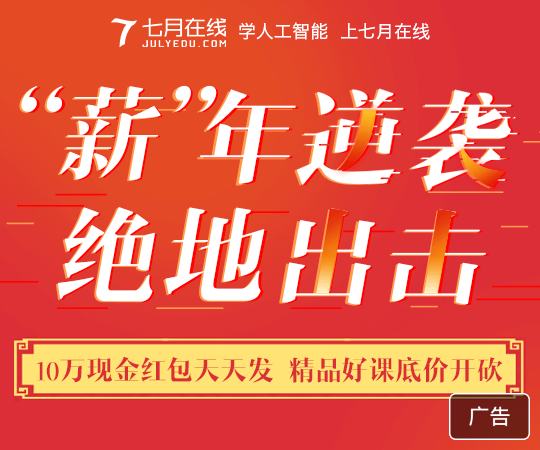 七月在线 学人工智能 上七月在线
JULYEDU.COM
“薪”年逆袭
绝地出击
10万现金红包天天发 精品好课底价开砍
广告